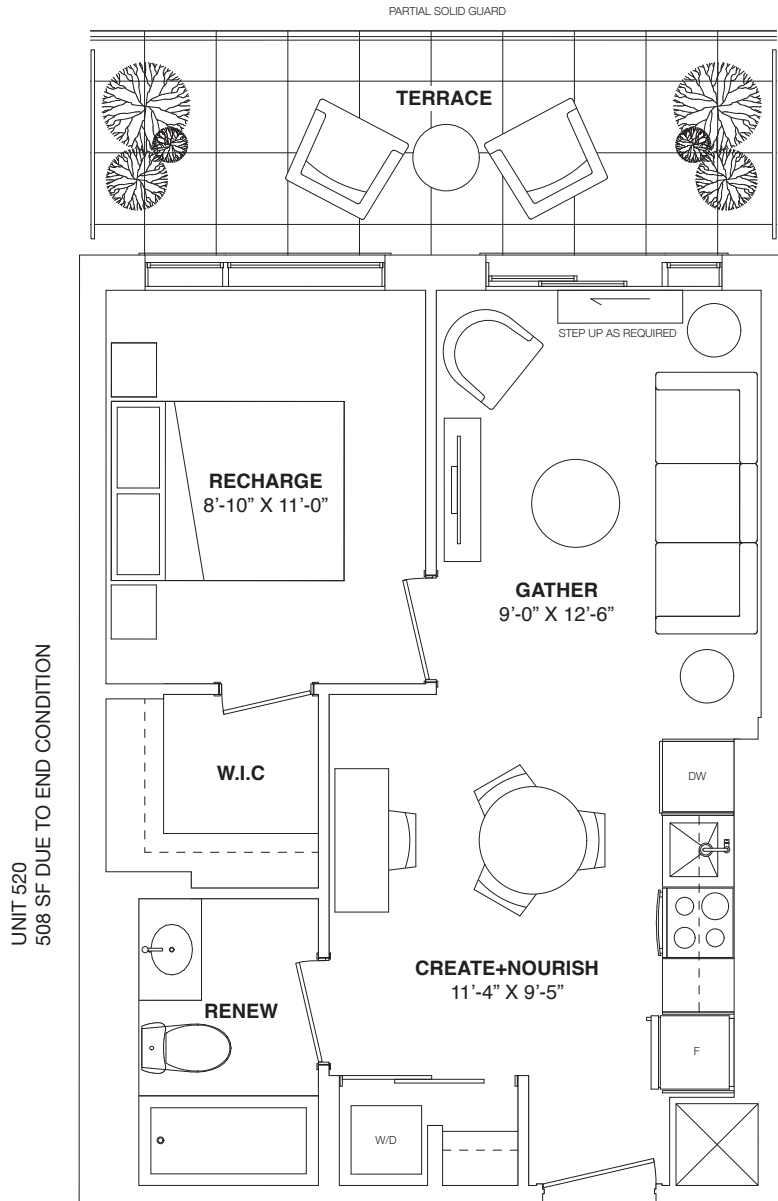 PARTIAL SOLID GUARD
TERRACE
STEP UP AS REQUIRED
RECHARGE
8’-10” X 11’-0”
GATHER
9’-0” X 12’-6”
W.I.C
DW
UNIT 520
508 SF DUE TO END CONDITION
CREATE+NOURISH
11’-4” X 9’-5”
RENEW
F
W/D